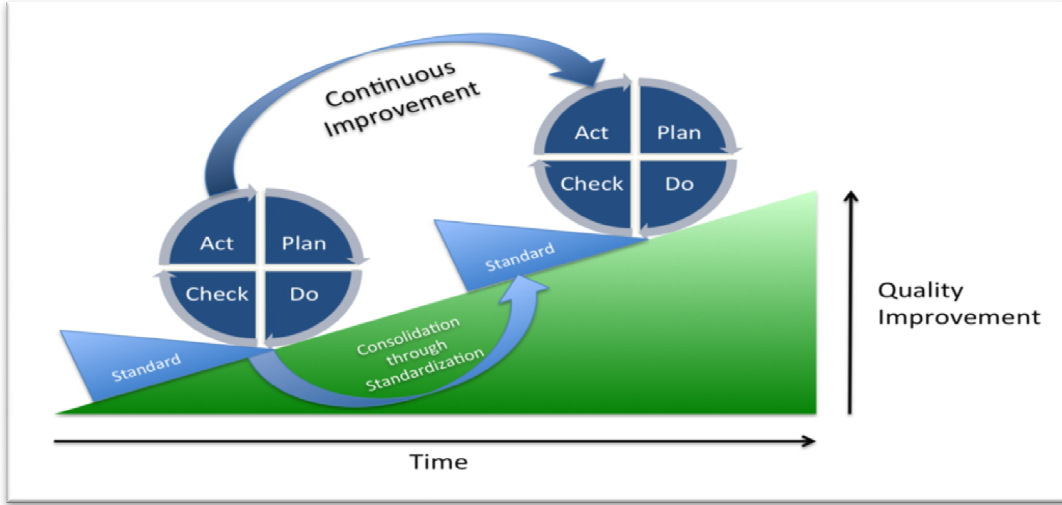 Continuous
Improvement
Act
Plan
Check
Do
Act
Plan
Check
Do
Standard
Standard
Consolidation
through
Standardization
Quality
Improvement
Time